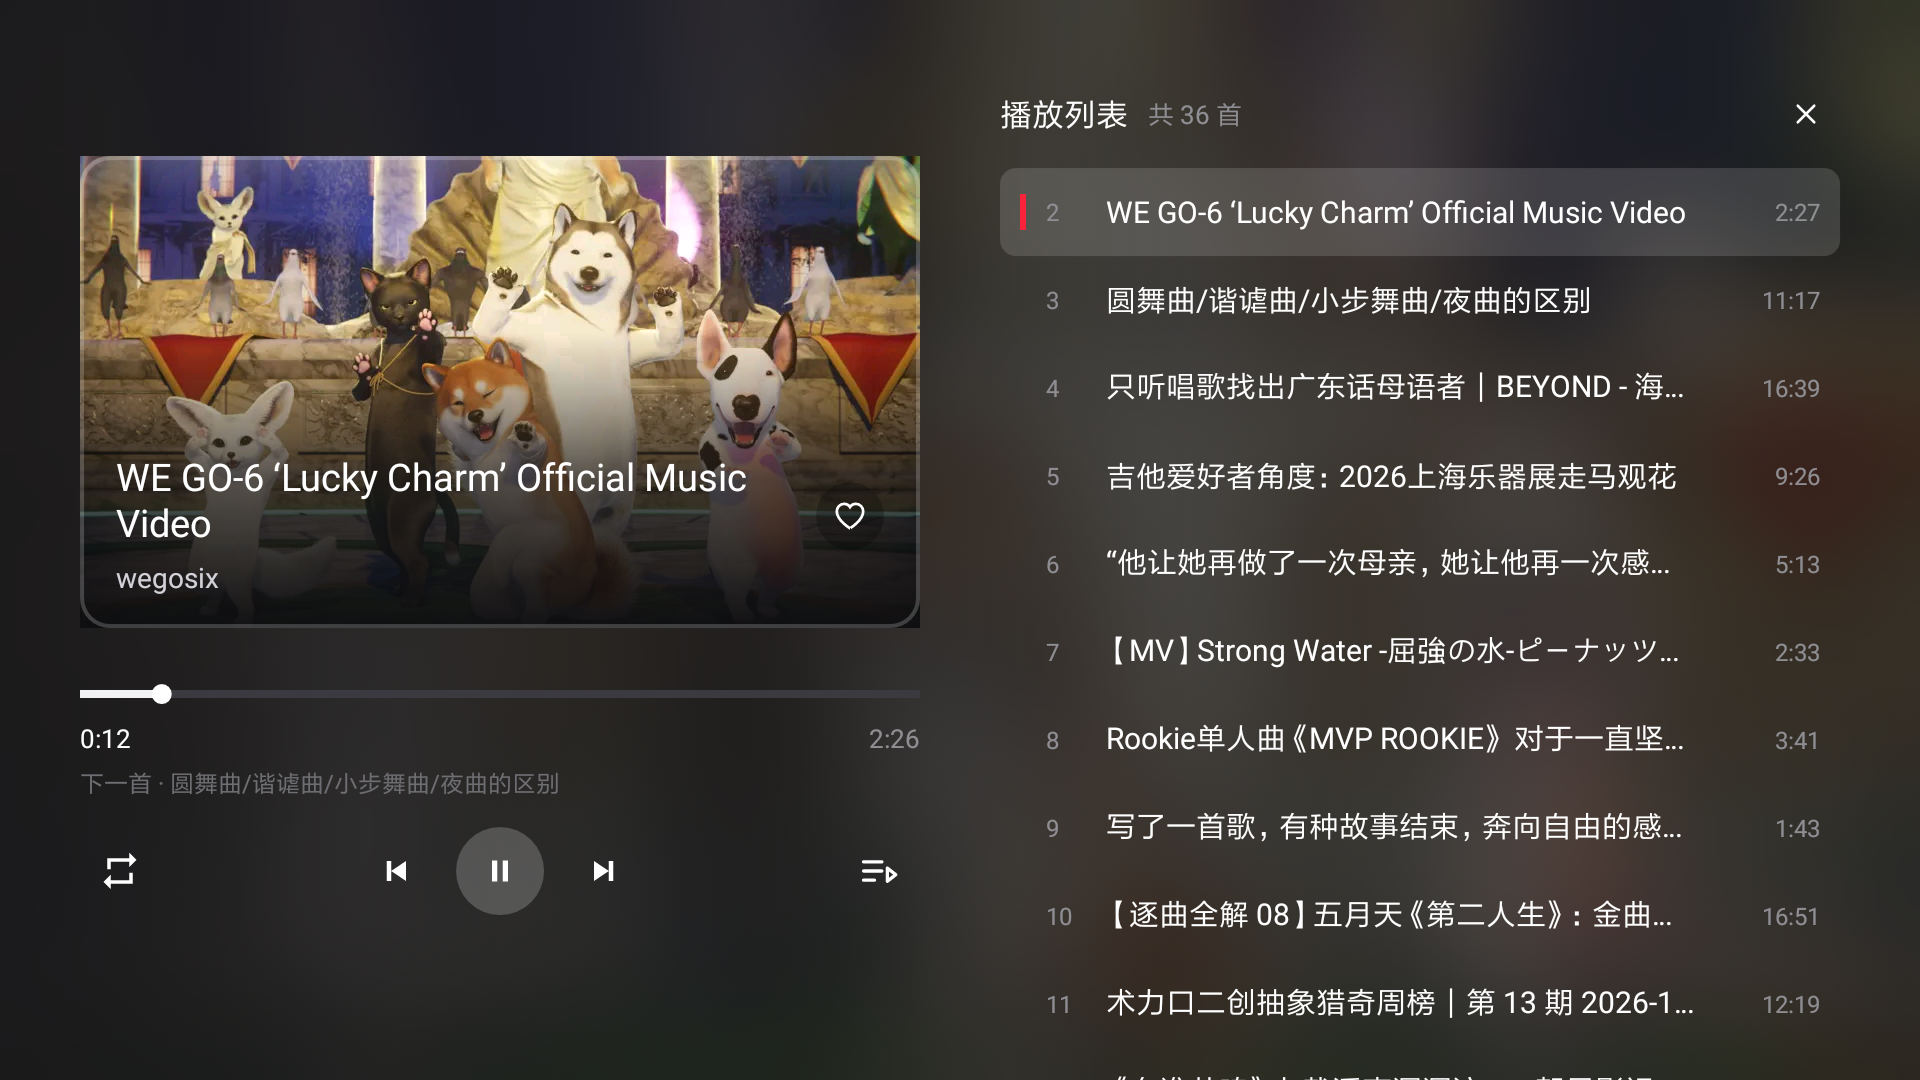 WE GO-6 ‘Lucky Charm’ Official Music
Video
wegosix
0:12
2:26
下一首 · 圆舞曲/谐谑曲/小步舞曲/夜曲的区别
播放列表 共 36 首
2 WE GO-6 ‘Lucky Charm’ Official Music Video 2:27
3 圆舞曲/谐谑曲/小步舞曲/夜曲的区别 11:17
4 只听唱歌找出广东话母语者｜BEYOND - 海... 16:39
5 吉他爱好者角度：2026上海乐器展走马观花 9:26
6 “他让她再做了一次母亲，她让他再一次感... 5:13
7 【MV】Strong Water -屈強の水-ピーナッツ... 2:33
8 Rookie单人曲《MVP ROOKIE》对于一直坚... 3:41
9 写了一首歌，有种故事结束，奔向自由的感... 1:43
10 【逐曲全解 08】五月天《第二人生》：金曲... 16:51
11 术力口二创抽象猎奇周榜｜第 13 期 2026-1... 12:19